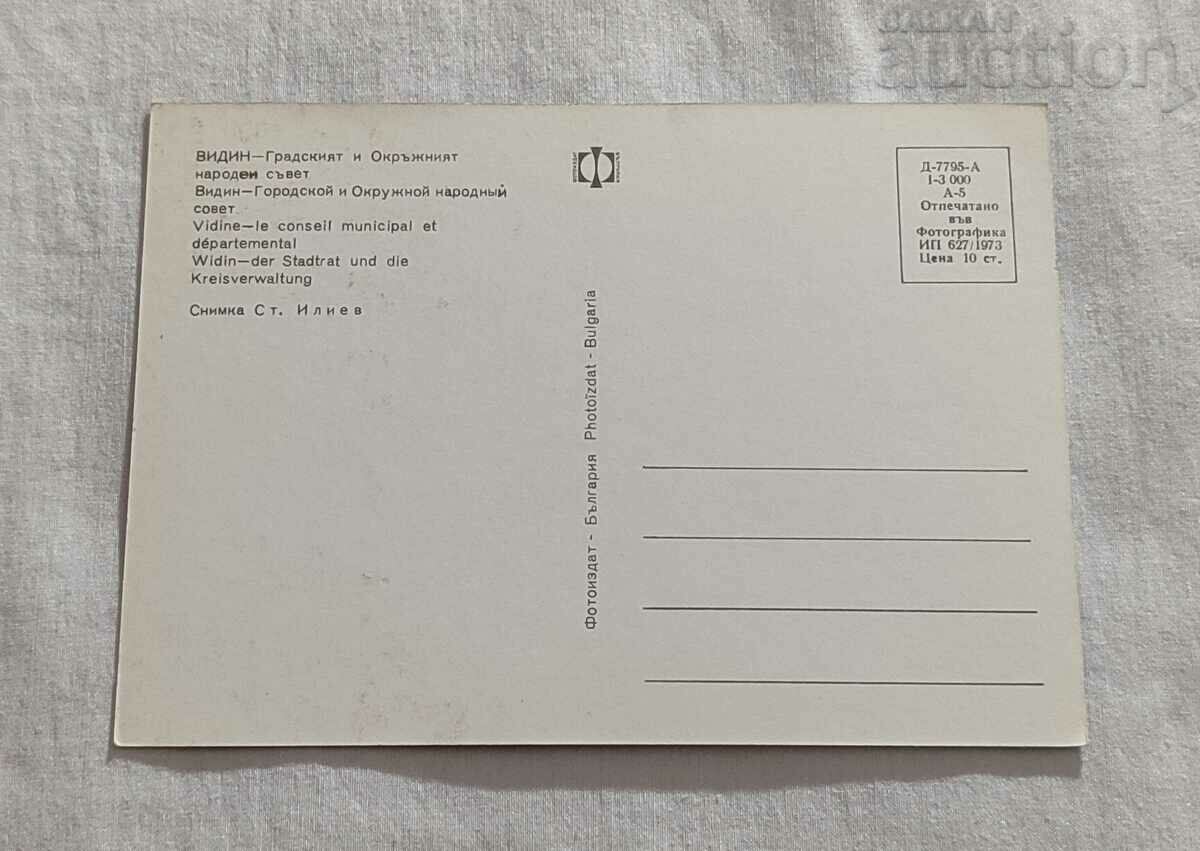 ВИДИН—Градският и Окръжният
народен съвет
Видин—Городской и Окружной народный
совет
Vidine—le conseil municipal et
départemental
Widin—der Stadtrat und die
Kreisverwaltung
Снимка Ст. Илиев
Фотоиздат - България Photoïzdat - Bulgaria
Д-7795-А
1-3 000
А-5
Отпечатано
във
Фотографика
ИП 627/1973
Цена 10 ст.
auction